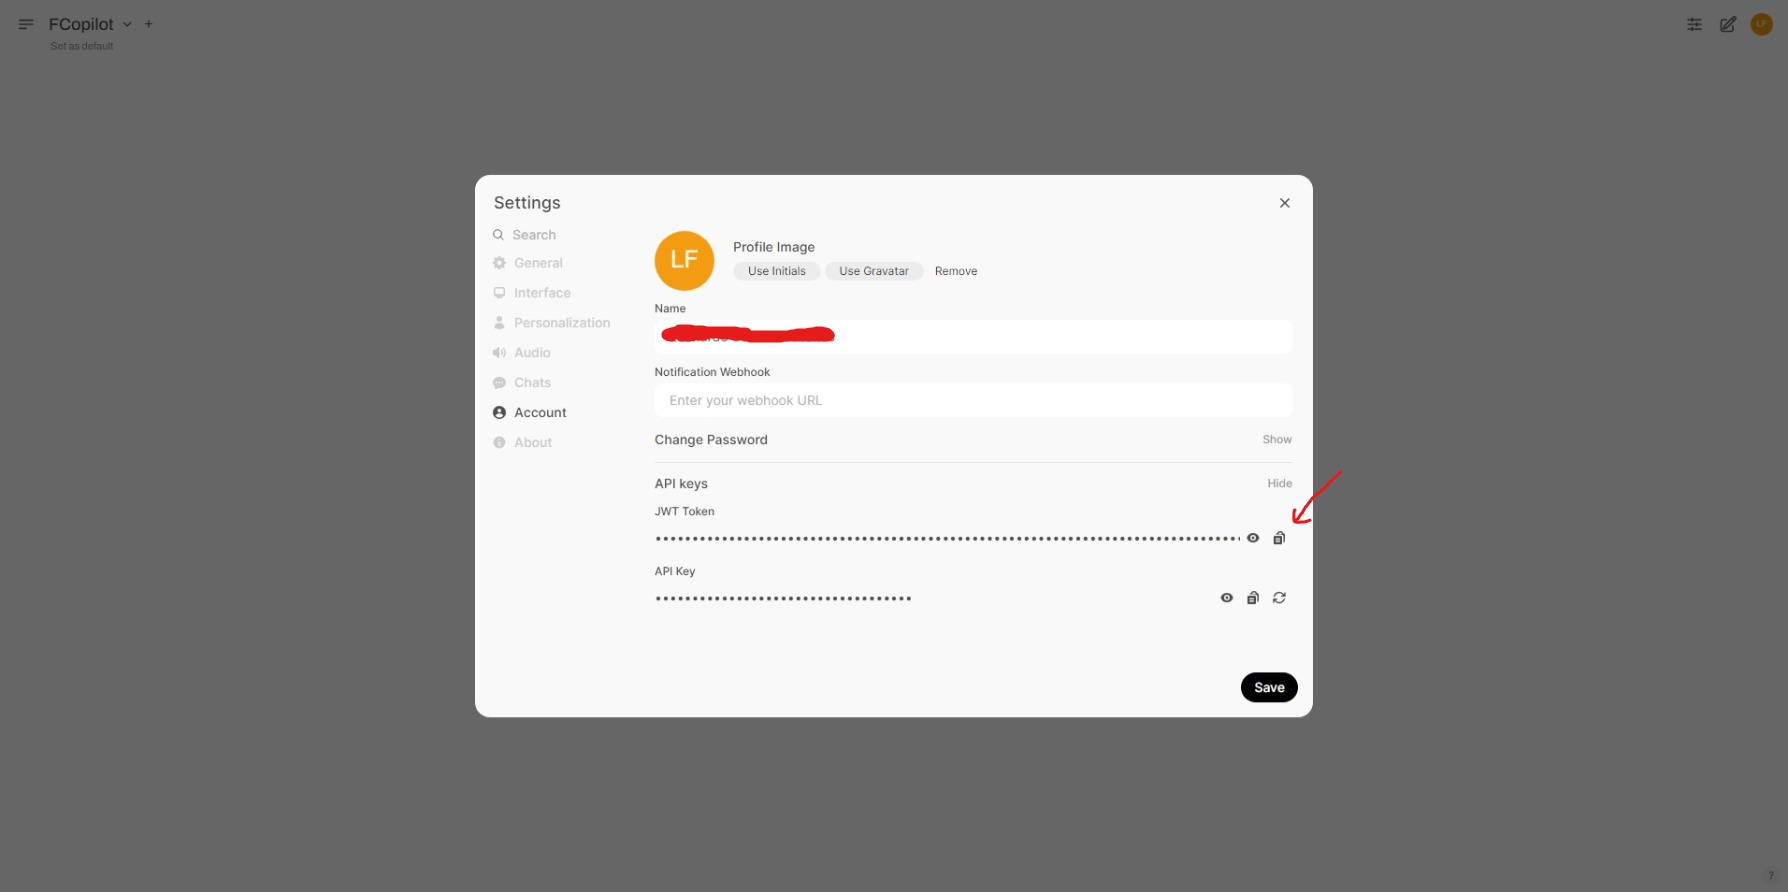 FCopilot
Set as default
LF
Settings
Search
General
Interface
Personalization
Audio
Chats
Account
About
LF
Profile Image
Use Initials
Use Gravatar
Remove
Name
Notification Webhook
Enter your webhook URL
Change Password
Show
API keys
Hide
JWT Token
API Key
Save
?